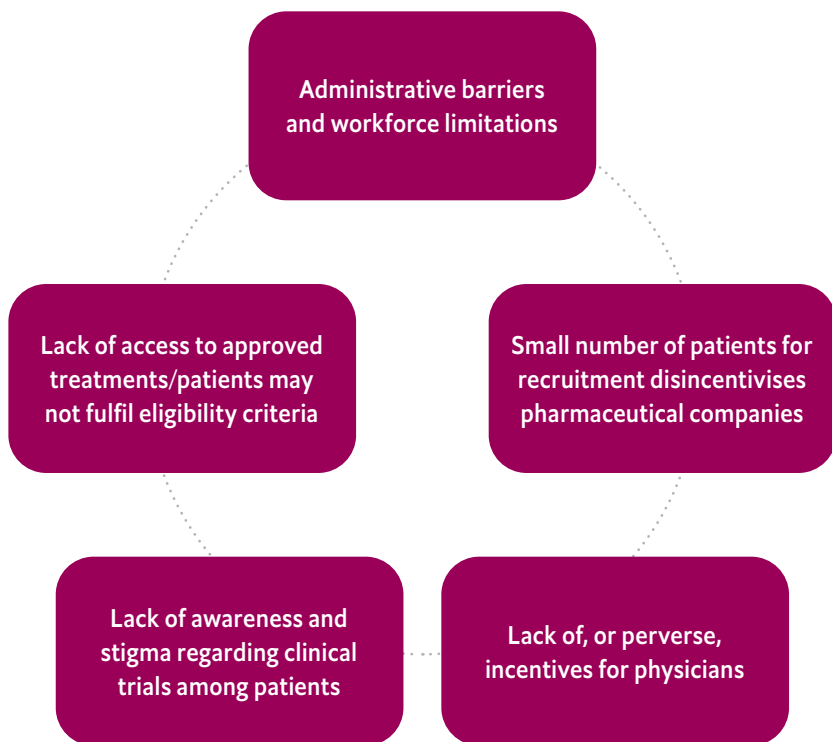 Administrative barriers
and workforce limitations
Lack of access to approved
treatments/patients may
not fulfil eligibility criteria
Small number of patients for
recruitment disincentivises
pharmaceutical companies
Lack of awareness and
stigma regarding clinical
trials among patients
Lack of, or perverse,
incentives for physicians